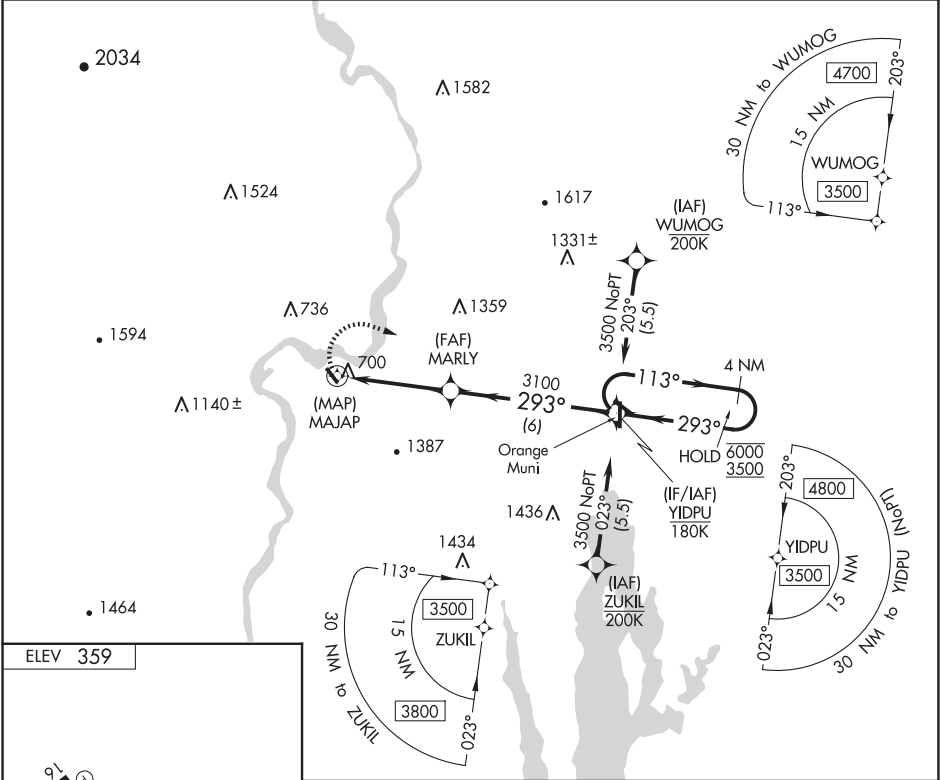 2034
1582
1524
1617
1331±
(IAF)
WUMOG
200K
30 NM to WUMOG
4700
203°
15 NM
WUMOG
3500
113°
736
1359
1594
700
(FAF)
MARLY
3500 NoPT
203°
(5.5)
4 NM
113°
3100
293°
(6)
293°
1140 ±
(MAP)
MAJAP
1387
Orange
Muni
HOLD
6000
3500
(IF/IAF)
YIDPU
180K
1436
3500 NoPT
023°
(5.5)
203°
4800
YIDPU
3500
15 NM
30 NM to YIDPU (NoPT)
023°
1434
(IAF)
ZUKIL
200K
113°
3500
ZUKIL
15 NM
30 NM to ZUKIL
3800
023°
1464
ELEV 359
16